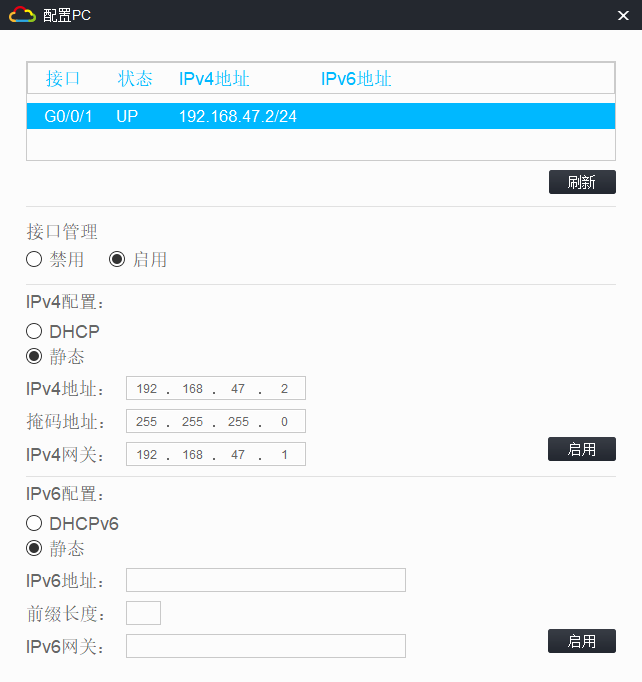 配置PC
接口 状态 IPv4地址 IPv6地址
G0/0/1 UP 192.168.47.2/24
刷新
接口管理
禁用 启用
IPv4配置:
DHCP
静态
IPv4地址: 192 . 168 . 47 . 2
掩码地址: 255 . 255 . 255 . 0
IPv4网关: 192 . 168 . 47 . 1
启用
IPv6配置:
DHCPv6
静态
IPv6地址:
前缀长度:
IPv6网关:
启用